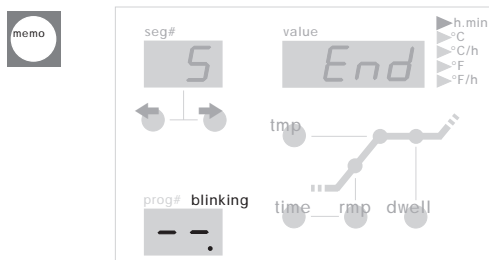 memo
seg#
value
5
End
h.min
°C
°C/h
°F
°F/h
tmp
prog# blinking
time rmp dwell
--.